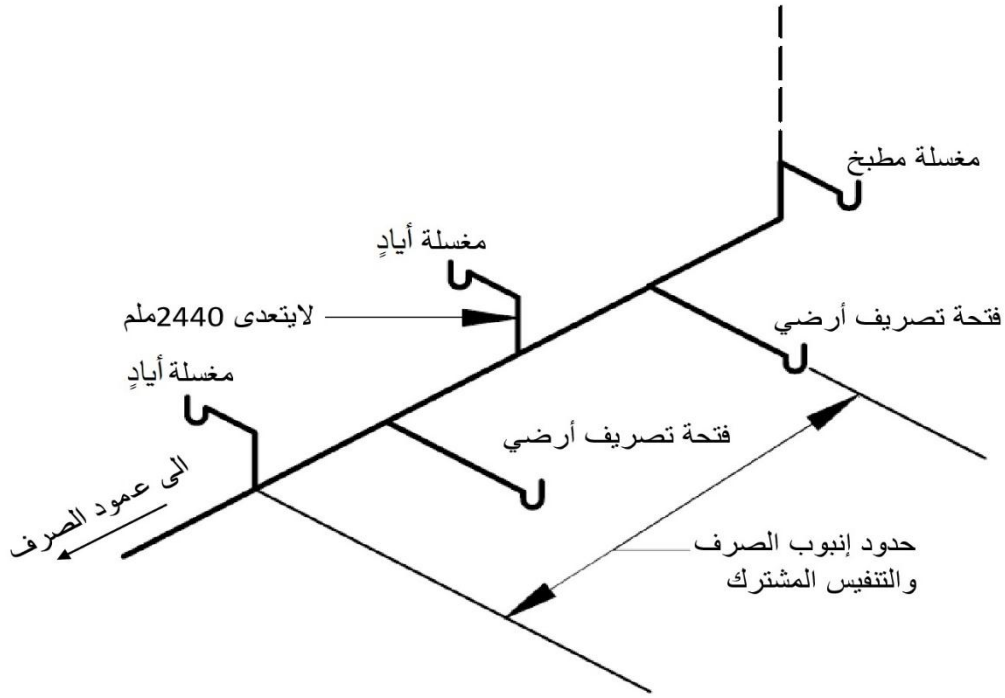 مغسلة مطبخ
مغسلة أيادٍ
لايتعدى 2440ملم
فتحة تصريف أرضي
مغسلة أيادٍ
فتحة تصريف أرضي
الى عمود الصرف
حدود إنبوب الصرف
والتنفيس المشترك